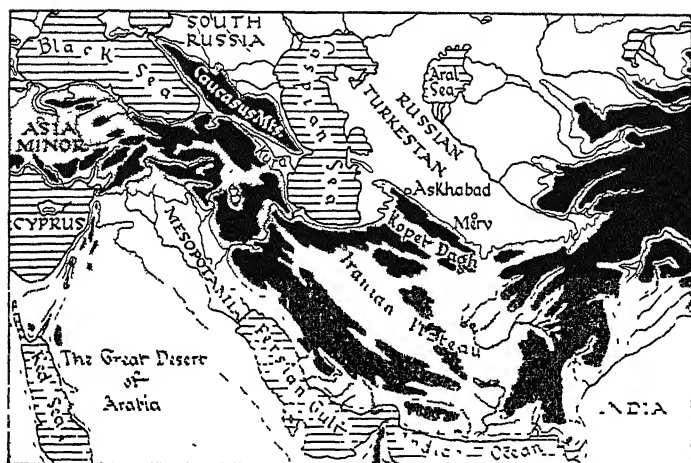 SOUTH
RUSSIA
Black
Sea
Caspian
Sea
Caucasus Mts.
Aral
Sea
RUSSIAN
TURKESTAN
ASIA
MINOR
Askhabad
Merv
Kopet Dagh
CYPRUS
MESOPOTAMIA
Iranian
Plateau
The Great Desert
of
Arabia
Red
Sea
Persian Gulf
INDIA
Indian Ocean